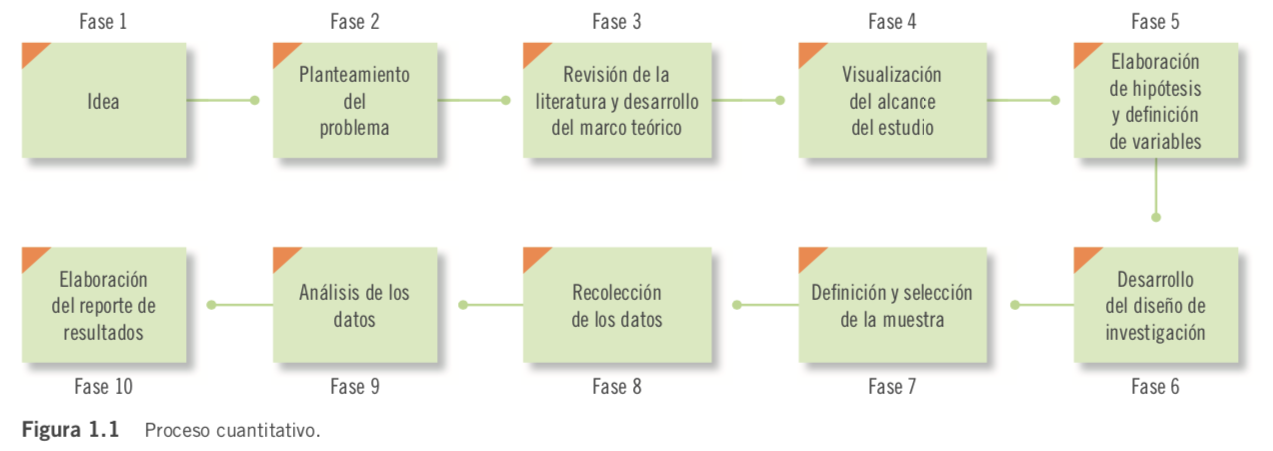 Fase 1
Idea
Fase 2
Planteamiento
del
problema
Fase 3
Revisión de la
literatura y desarrollo
del marco teórico
Fase 4
Visualización
del alcance
del estudio
Fase 5
Elaboración
de hipótesis
y definición
de variables
Desarrollo
del diseño de
investigación
Fase 6
Definición y selección
de la muestra
Fase 7
Recolección
de los datos
Fase 8
Análisis de los
datos
Fase 9
Elaboración
del reporte de
resultados
Fase 10
Figura 1.1 Proceso cuantitativo.